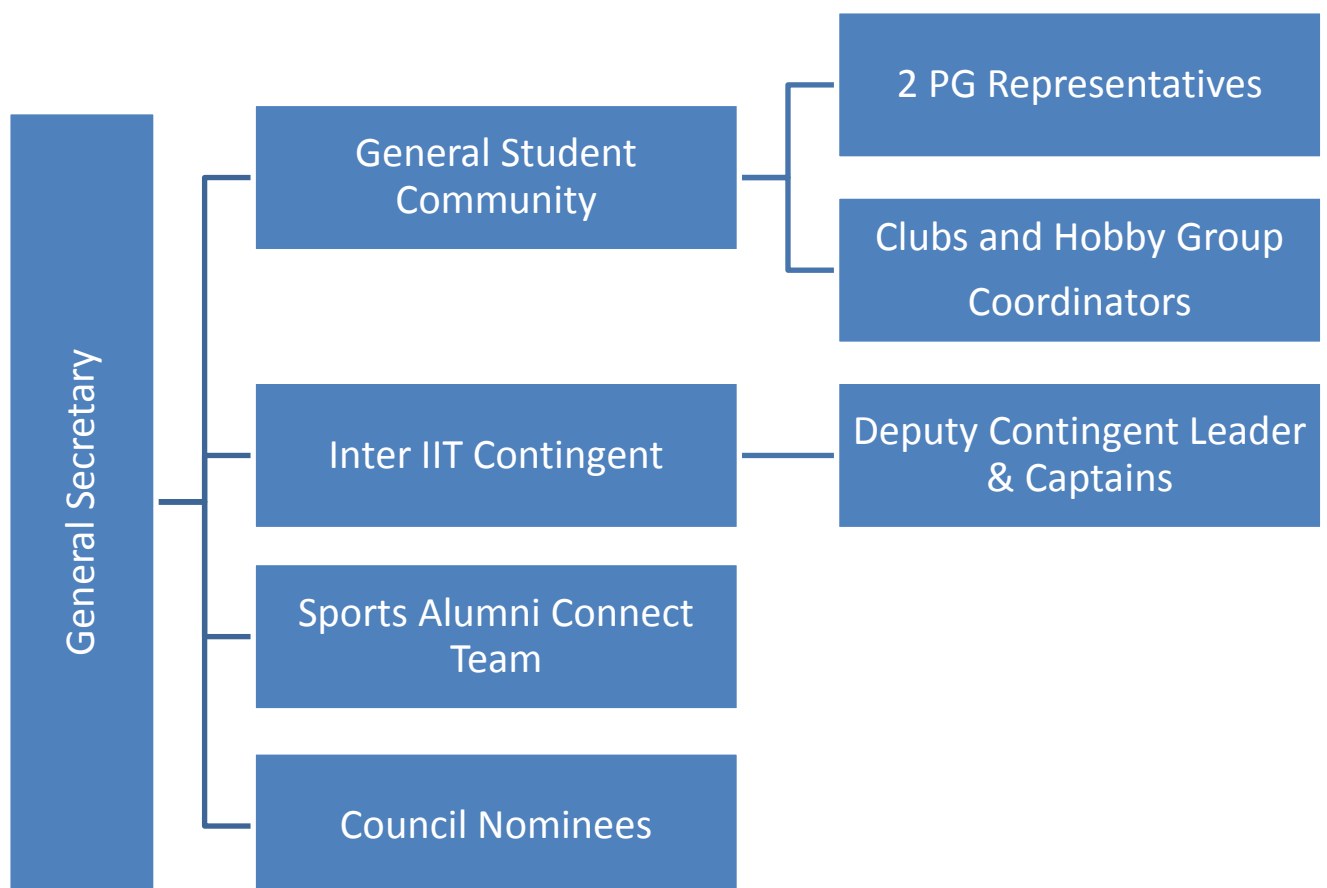 General Secretary
General Student
Community
2 PG Representatives
Clubs and Hobby Group
Coordinators
Inter IIT Contingent
Deputy Contingent Leader
& Captains
Sports Alumni Connect
Team
Council Nominees